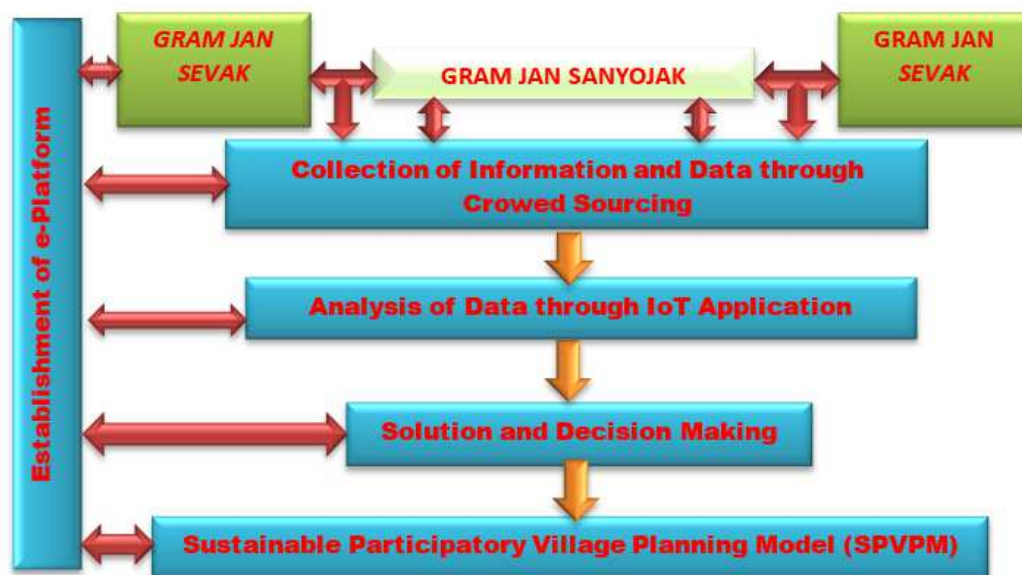 Establishment of e-Platform
GRAM JAN
SEVAK
GRAM JAN SANYOJAK
GRAM JAN
SEVAK
Collection of Information and Data through
Crowed Sourcing
Analysis of Data through IoT Application
Solution and Decision Making
Sustainable Participatory Village Planning Model (SPVPM)